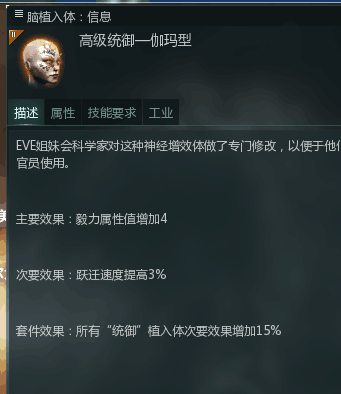 脑植入体：信息
II
高级统御—伽玛型
描述 属性 技能要求 工业
EVE姐妹会科学家对这种神经增效体做了专门修改，以便于他
官员使用。
主要效果：毅力属性值增加4
次要效果：跃迁速度提高3%
套件效果：所有“统御”植入体次要效果增加15%